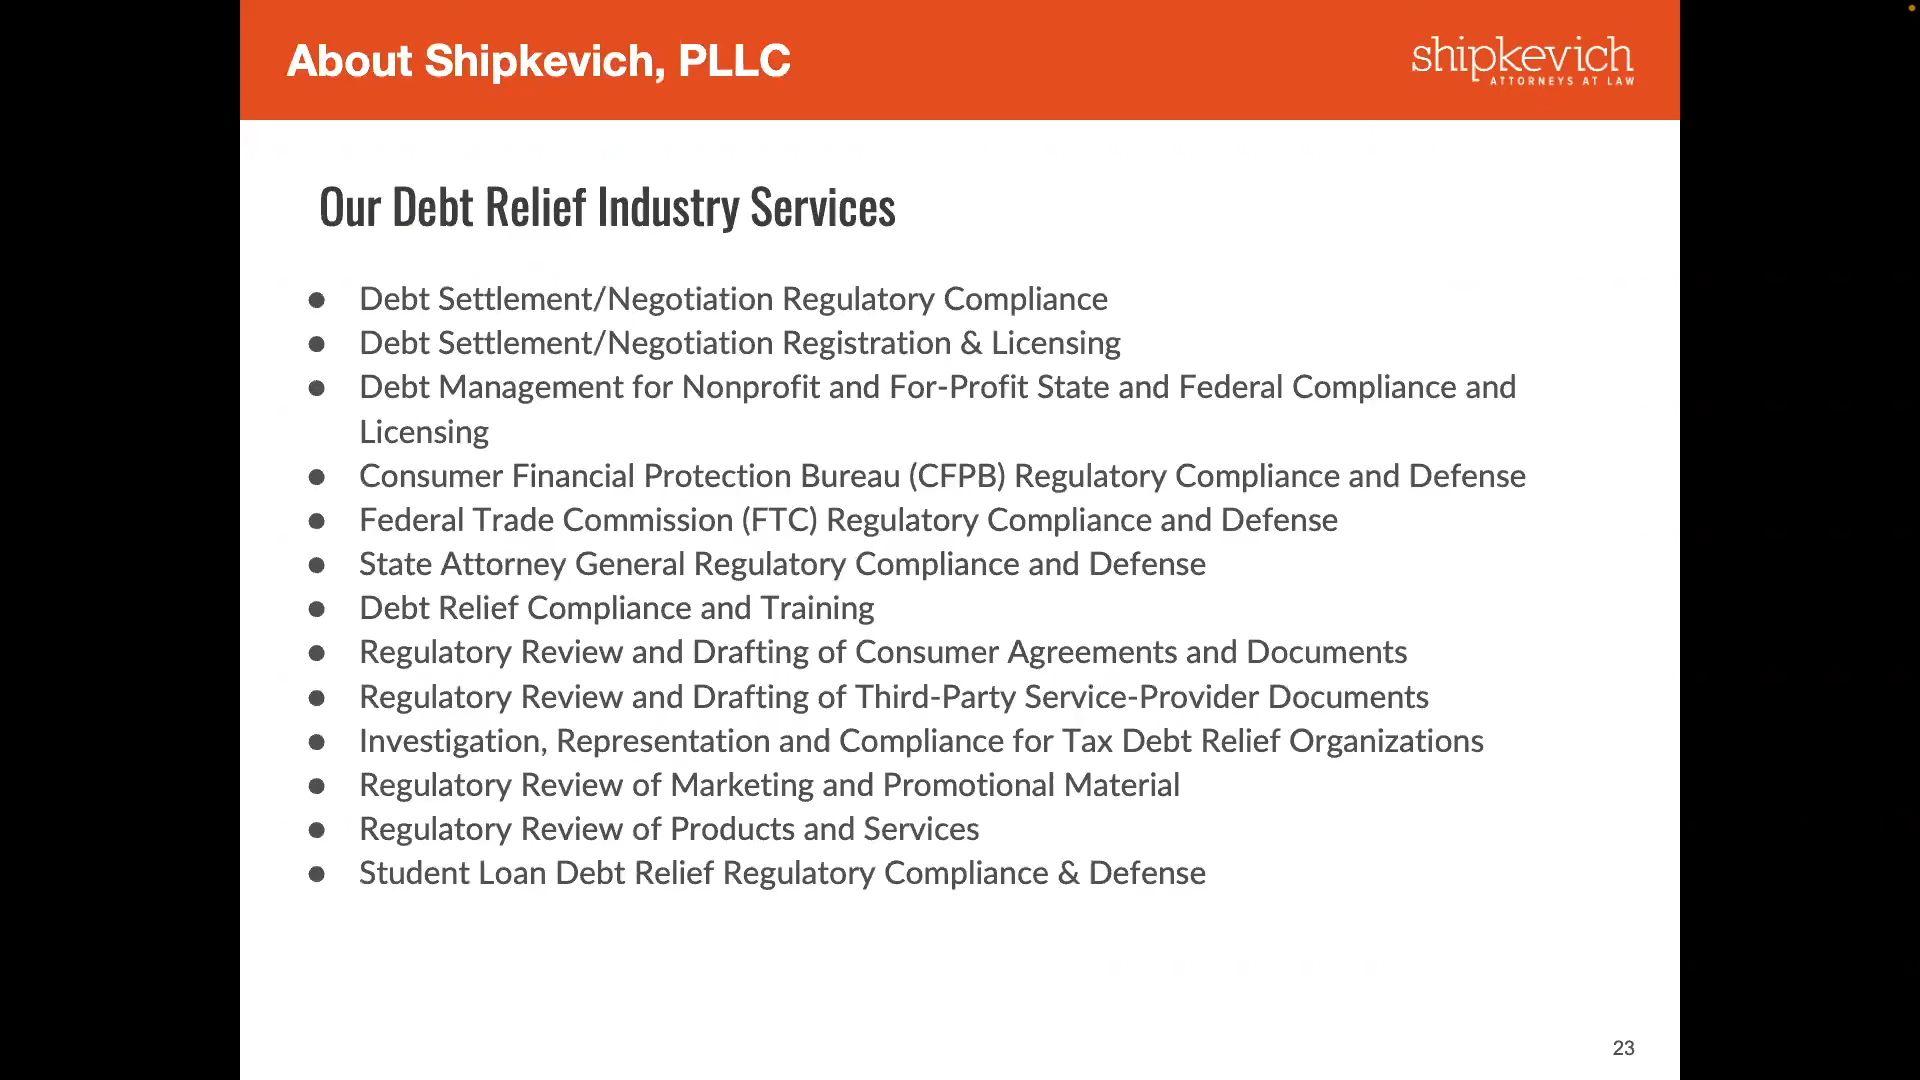 About Shipkevich, PLLC
shipkevich
ATTORNEYS AT LAW
Our Debt Relief Industry Services
● Debt Settlement/Negotiation Regulatory Compliance
● Debt Settlement/Negotiation Registration & Licensing
● Debt Management for Nonprofit and For-Profit State and Federal Compliance and
Licensing
● Consumer Financial Protection Bureau (CFPB) Regulatory Compliance and Defense
● Federal Trade Commission (FTC) Regulatory Compliance and Defense
● State Attorney General Regulatory Compliance and Defense
● Debt Relief Compliance and Training
● Regulatory Review and Drafting of Consumer Agreements and Documents
● Regulatory Review and Drafting of Third-Party Service-Provider Documents
● Investigation, Representation and Compliance for Tax Debt Relief Organizations
● Regulatory Review of Marketing and Promotional Material
● Regulatory Review of Products and Services
● Student Loan Debt Relief Regulatory Compliance & Defense
23